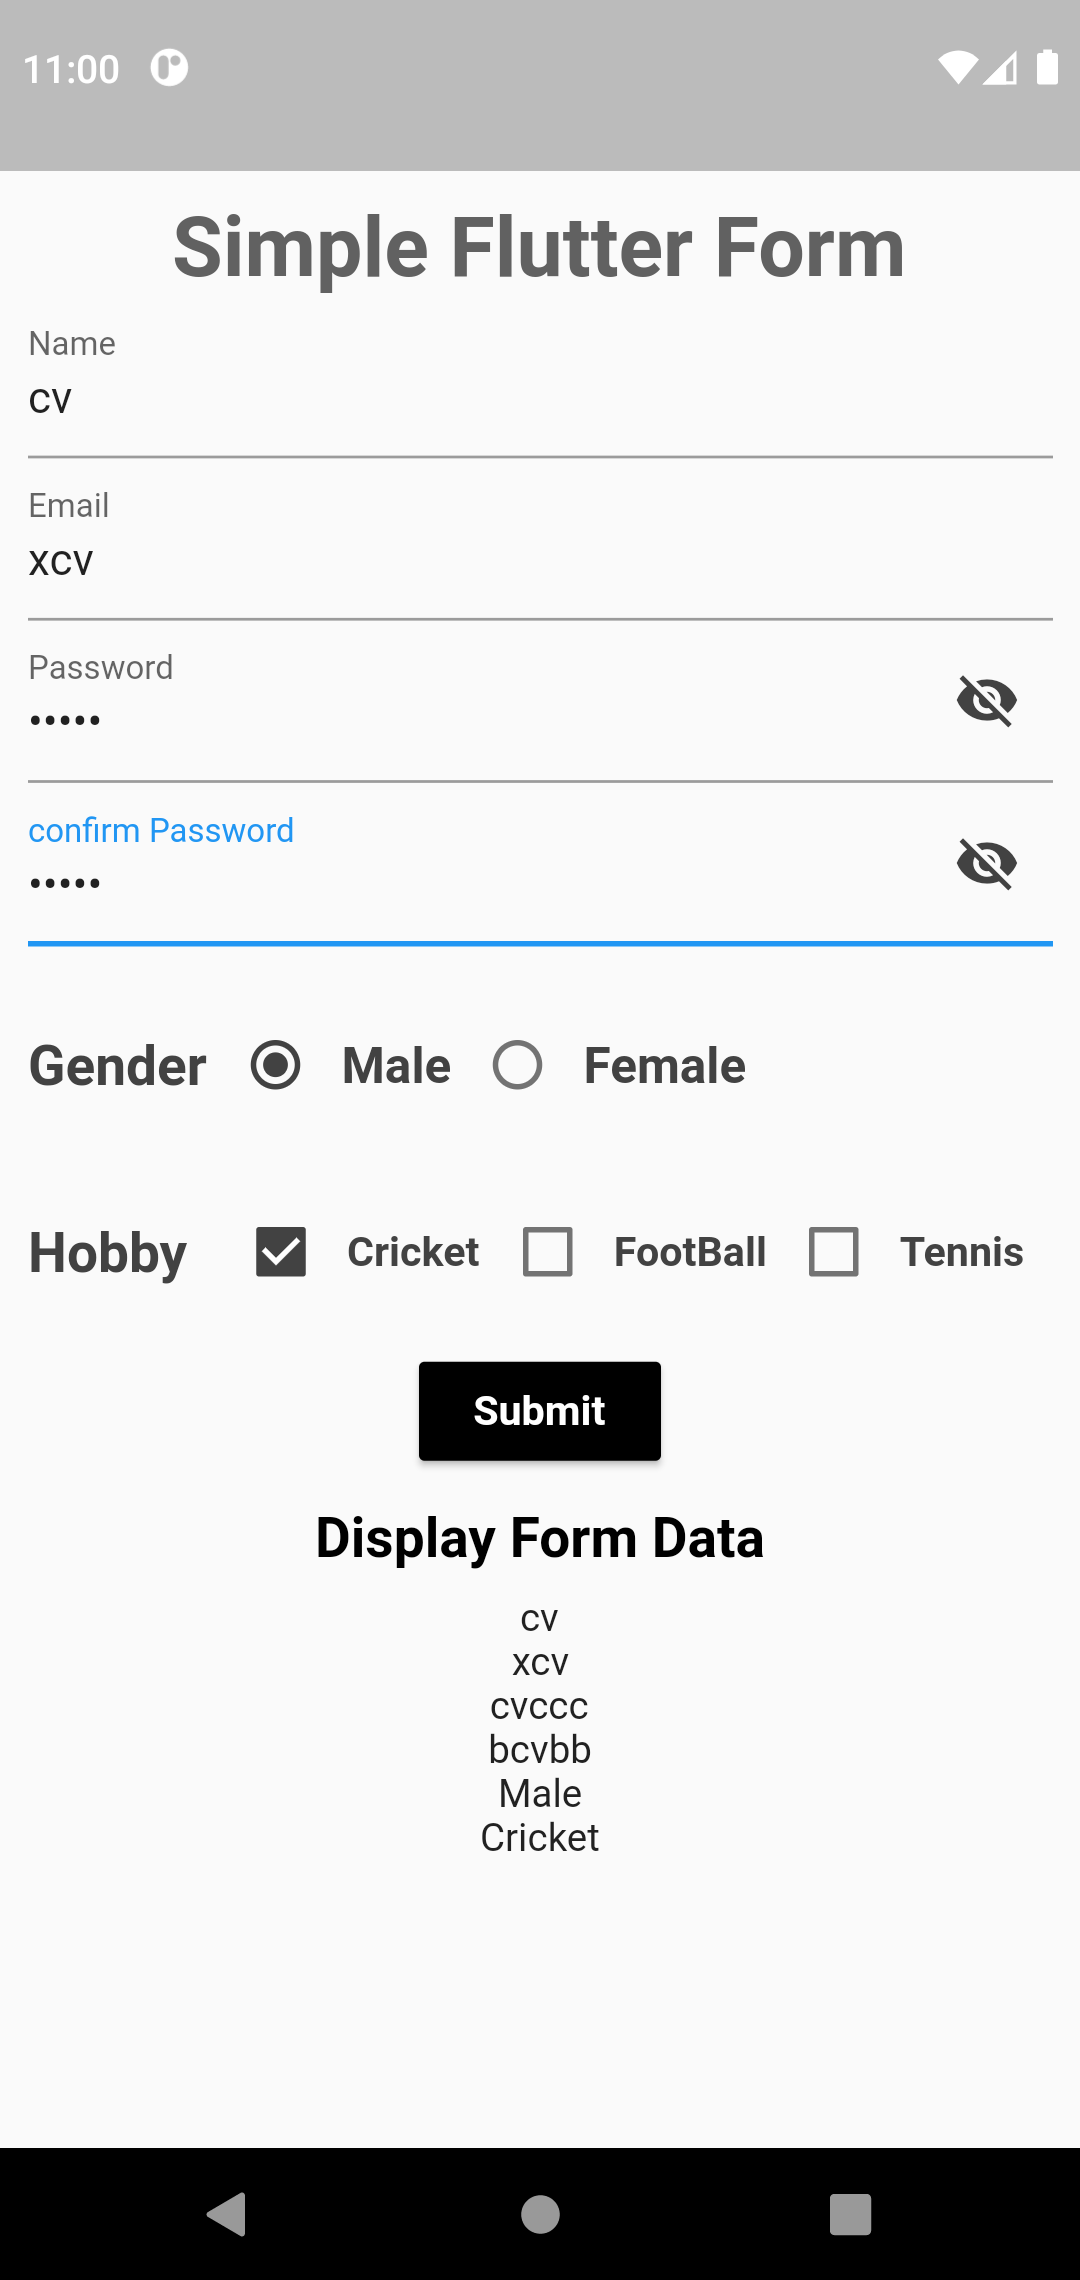 11:00
Simple Flutter Form
Name
cv
Email
xcv
Password
•••••
confirm Password
•••••
Gender Male Female
Hobby Cricket FootBall Tennis
Submit
Display Form Data
cv
xcv
cvccc
bcvbb
Male
Cricket